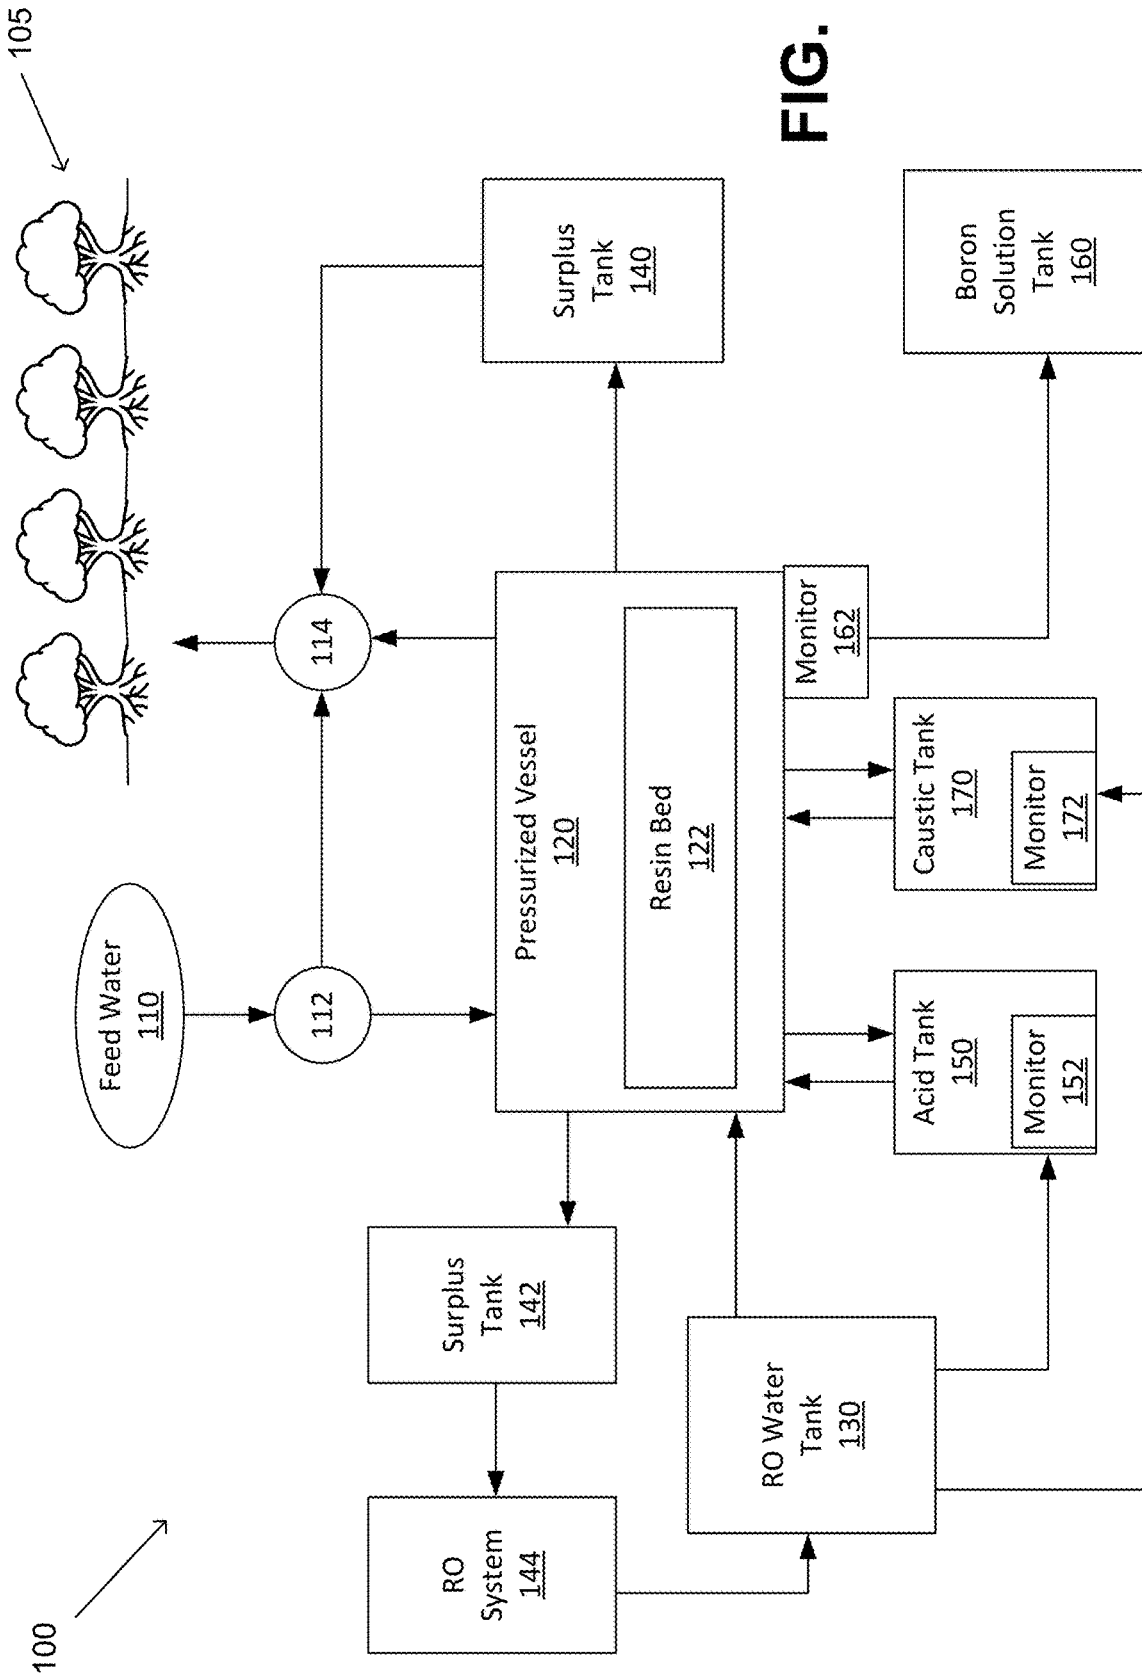 100
105
Feed Water
110
112
114
Surplus
Tank
140
Surplus
Tank
142
RO
System
144
Pressurized Vessel
120
Resin Bed
122
RO Water
Tank
130
Monitor
162
Acid Tank
150
Monitor
152
Caustic Tank
170
Monitor
172
Boron
Solution
Tank
160
FIG.